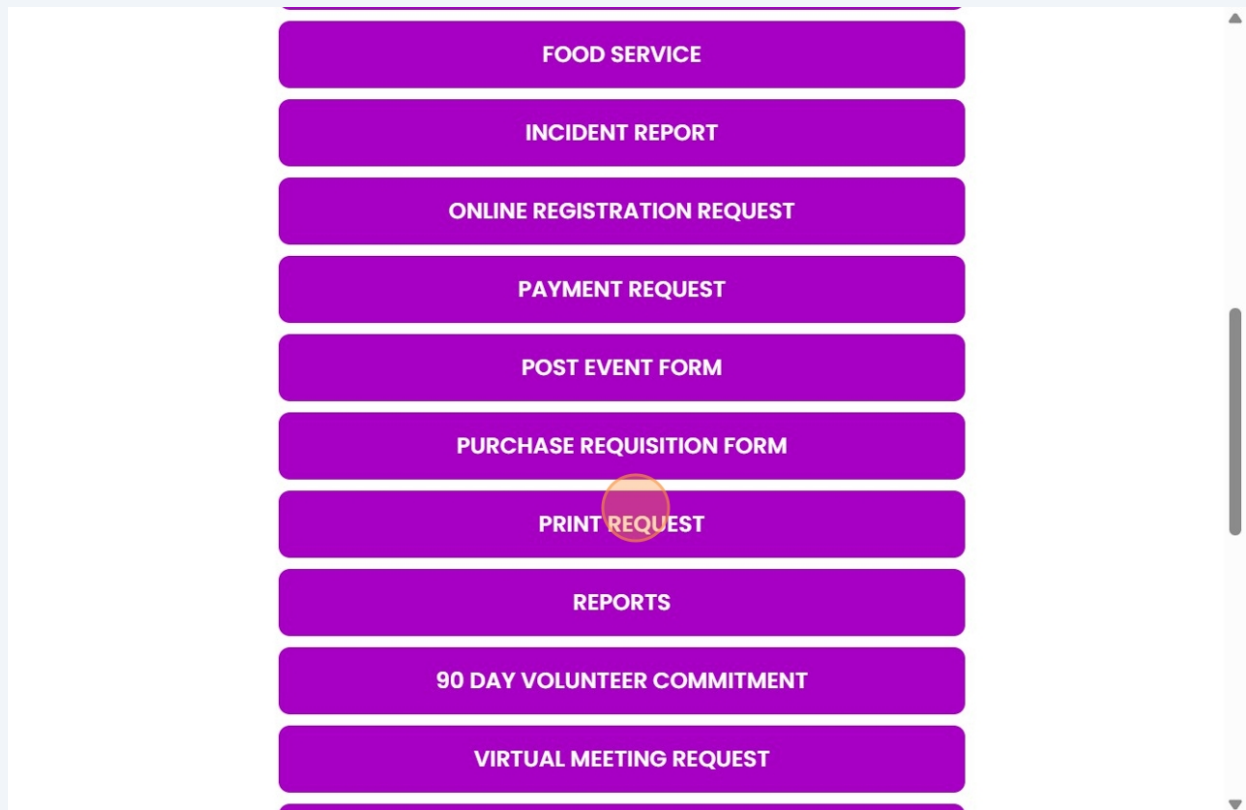 FOOD SERVICE
INCIDENT REPORT
ONLINE REGISTRATION REQUEST
PAYMENT REQUEST
POST EVENT FORM
PURCHASE REQUISITION FORM
PRINT REQUEST
REPORTS
90 DAY VOLUNTEER COMMITMENT
VIRTUAL MEETING REQUEST